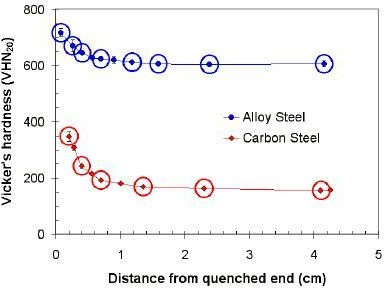 800
600
400
200
0
Vicker's hardness (VHN20)
Alloy Steel
Carbon Steel
0 1 2 3 4 5
Distance from quenched end (cm)